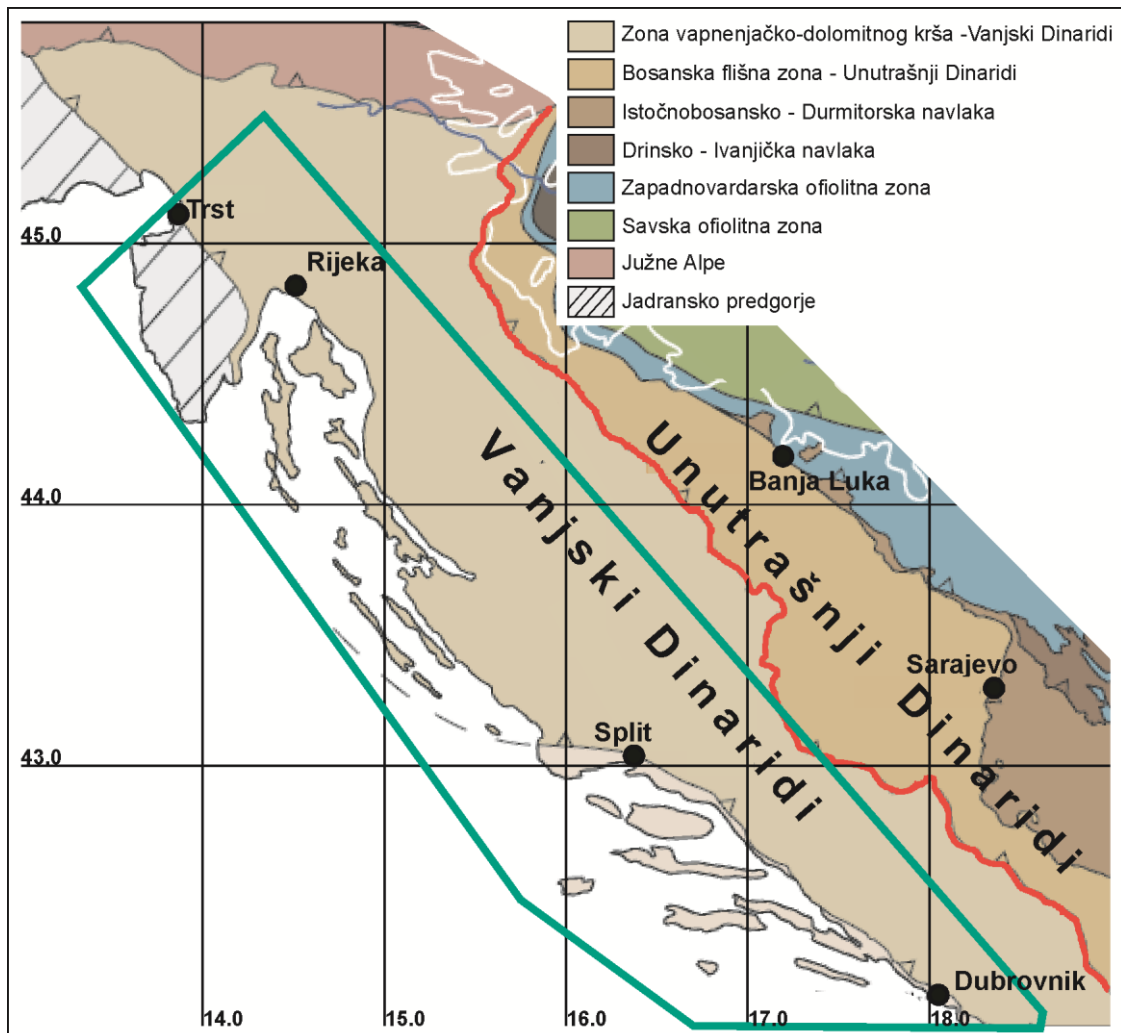 Zona vapnenjačko-dolomitnog krša -Vanjski Dinaridi
Bosanska flišna zona - Unutrašnji Dinaridi
Istočnobosansko - Durmitorska navlaka
Drinsko - Ivanjička navlaka
Zapadnovardarska ofiolitna zona
Savska ofiolitna zona
Južne Alpe
Jadransko predgorje
Trst
45.0
Rijeka
Vanjski Dinaridi
Unutrašnji Dinaridi
Banja Luka
44.0
Sarajevo
Split
43.0
Dubrovnik
14.0
15.0
16.0
17.0
18.0